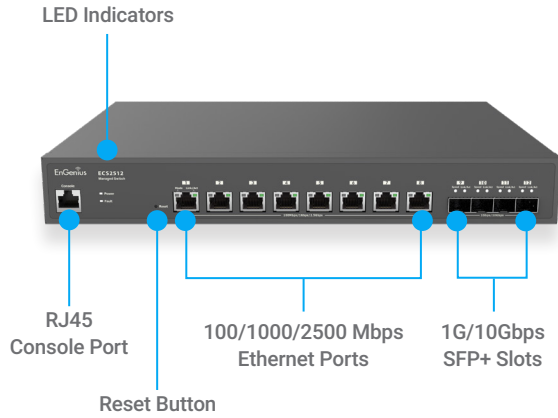 LED Indicators
EnGenius
ECS2512
Managed Switch
Console
Power
Fault
Reset
RJ45
Console Port
100/1000/2500 Mbps
Ethernet Ports
1G/10Gbps
SFP+ Slots
Reset Button